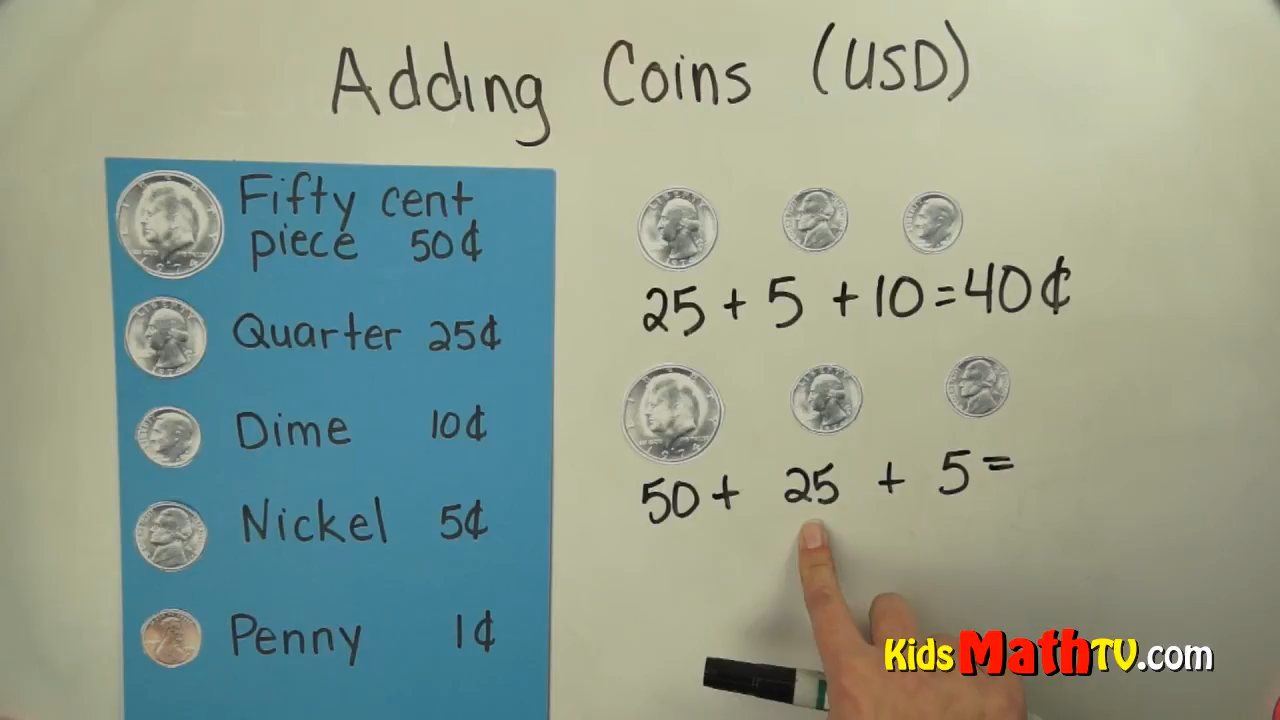 Adding Coins (USD)
Fifty cent
piece 50¢
Quarter 25¢
Dime 10¢
Nickel 5¢
Penny 1¢
25 + 5 + 10 = 40¢
50 + 25 + 5 =
KidsMathTV.com